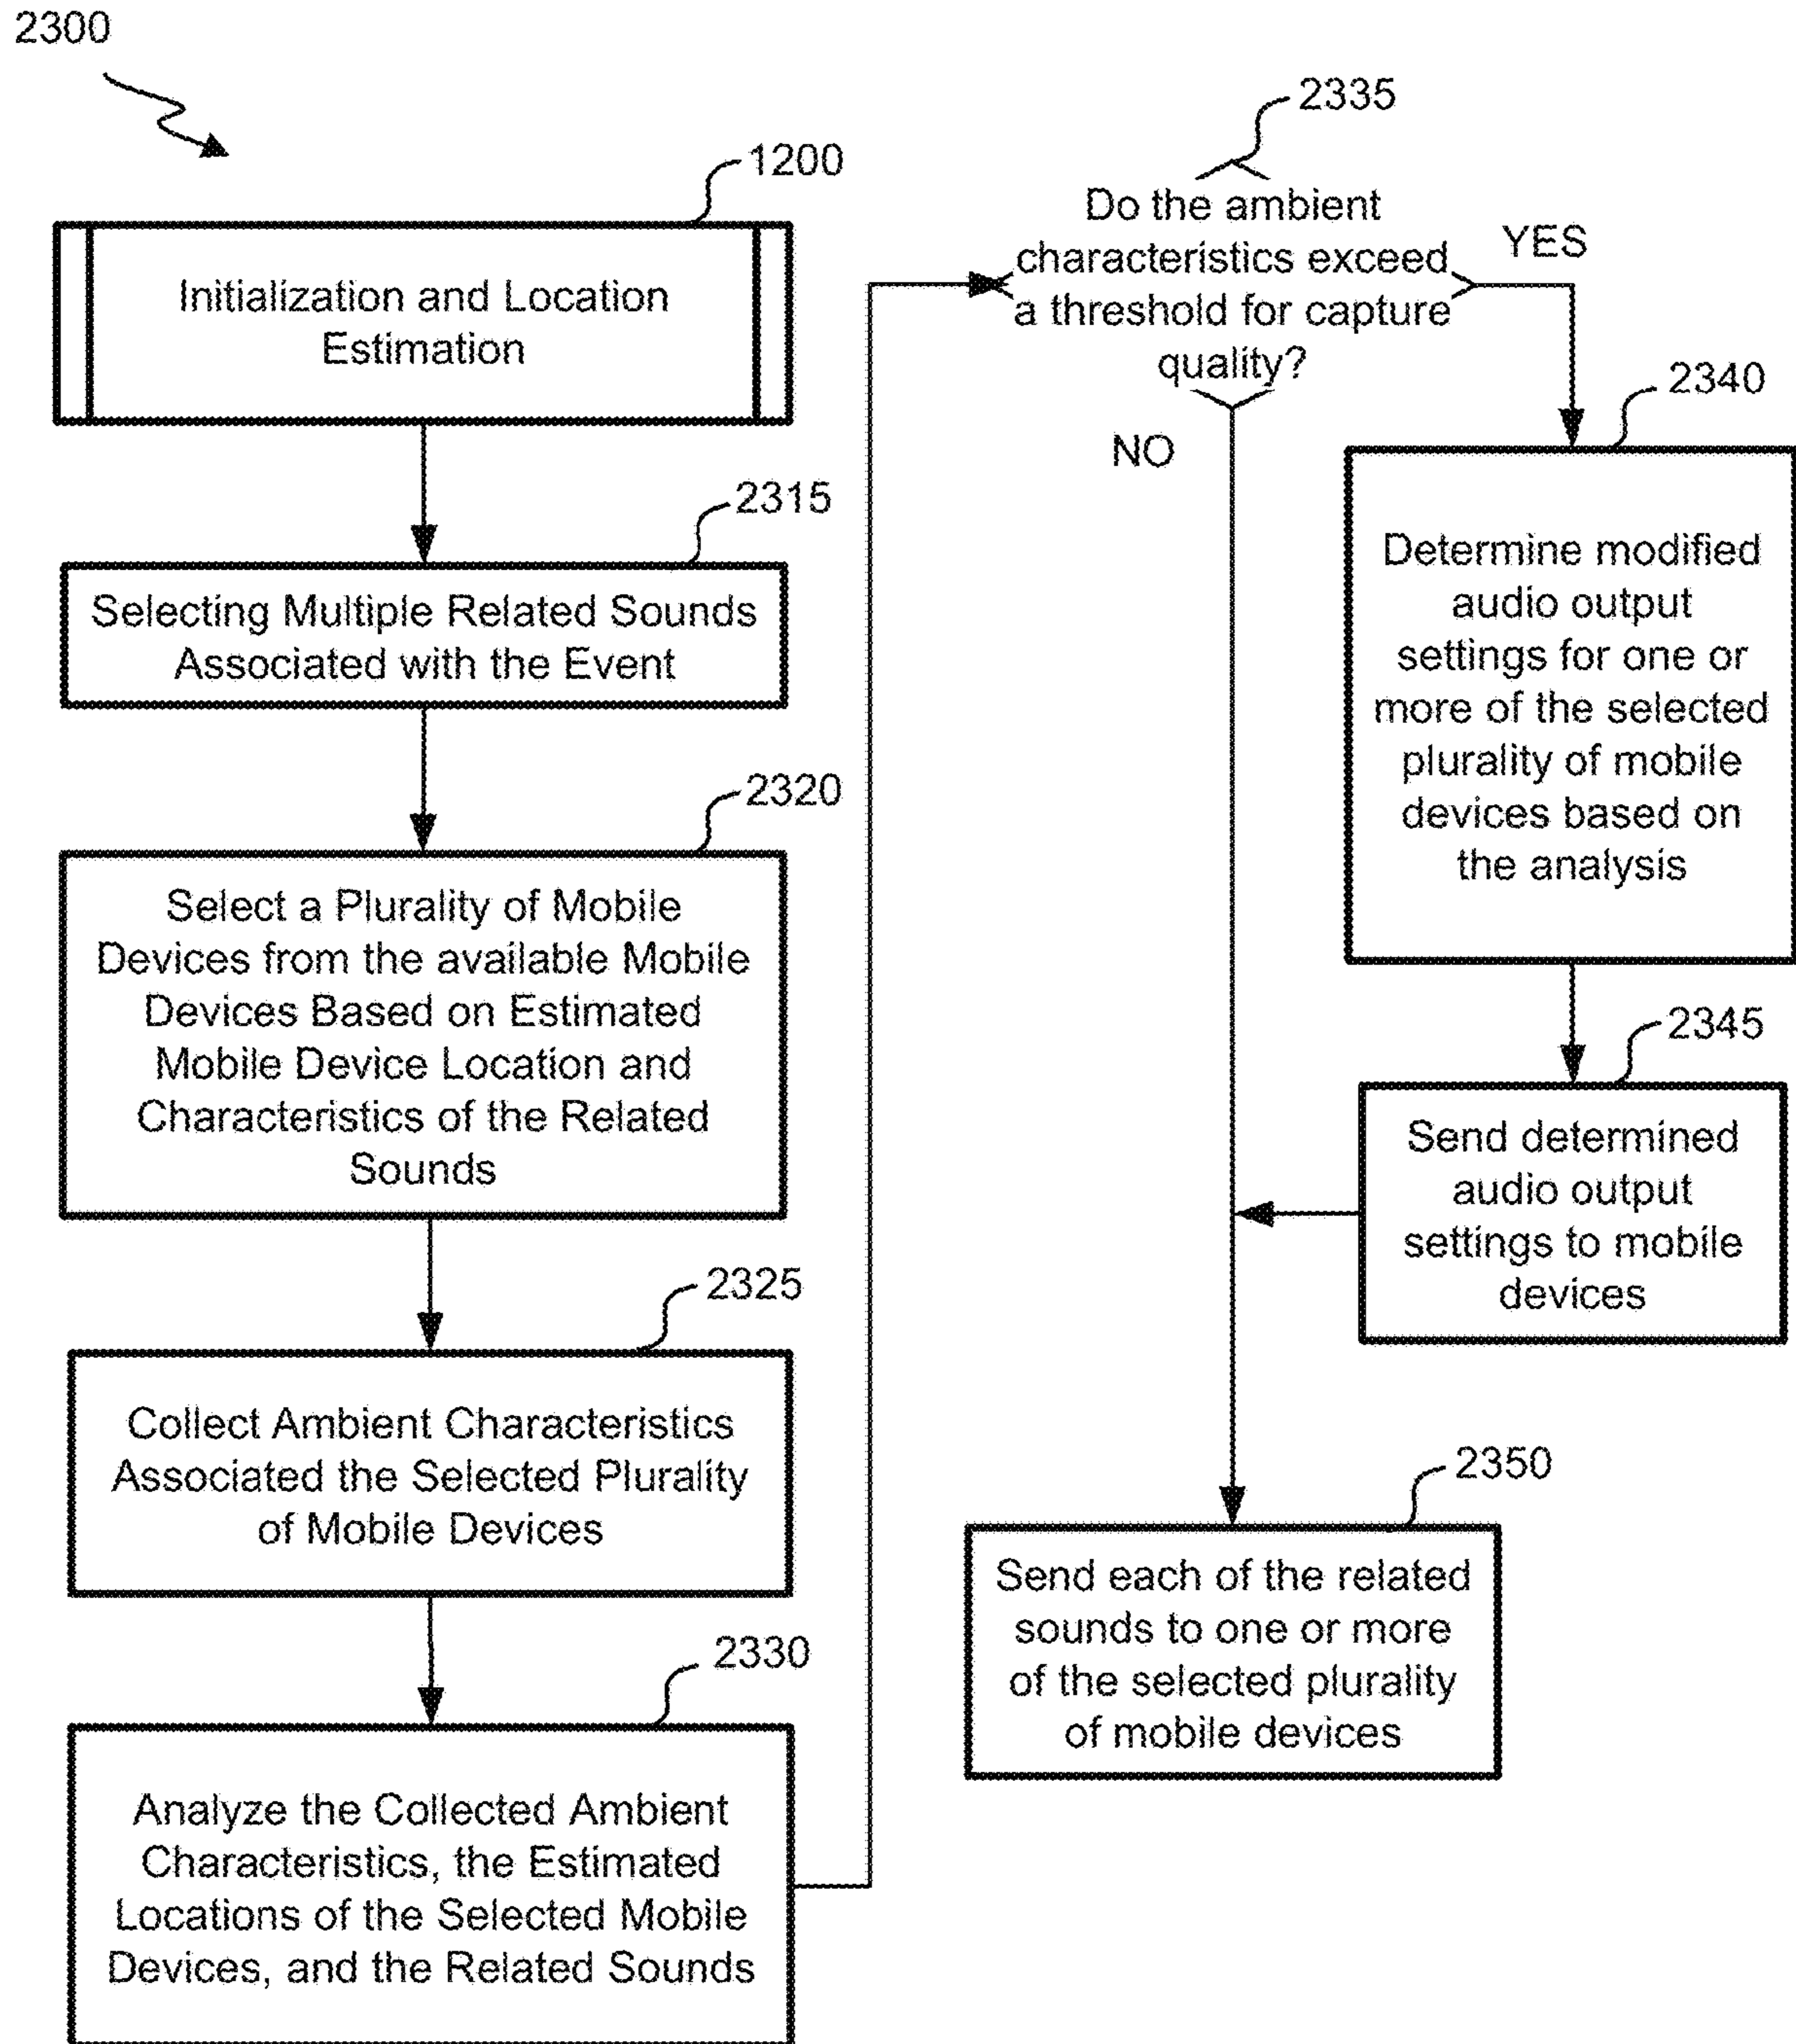 2300
1200
Initialization and Location
Estimation
2315
Selecting Multiple Related Sounds
Associated with the Event
2320
Select a Plurality of Mobile
Devices from the available Mobile
Devices Based on Estimated
Mobile Device Location and
Characteristics of the Related
Sounds
2325
Collect Ambient Characteristics
Associated the Selected Plurality
of Mobile Devices
2330
Analyze the Collected Ambient
Characteristics, the Estimated
Locations of the Selected Mobile
Devices, and the Related Sounds
2335
Do the ambient
characteristics exceed
a threshold for capture
quality?
YES
NO
2340
Determine modified
audio output
settings for one or
more of the selected
plurality of mobile
devices based on
the analysis
2345
Send determined
audio output
settings to mobile
devices
2350
Send each of the related
sounds to one or more
of the selected plurality
of mobile devices